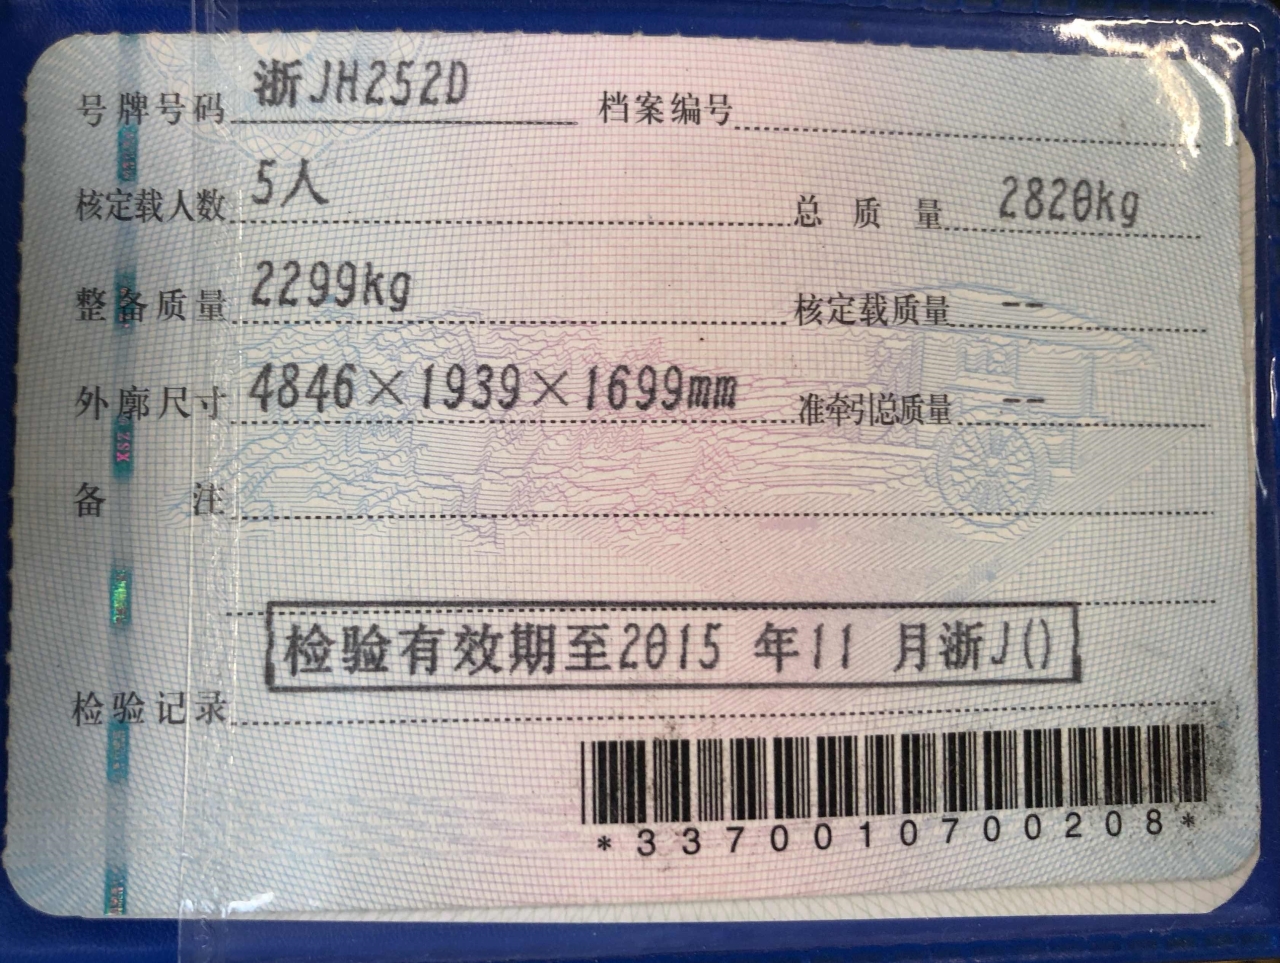 号牌号码 浙JH252D 档案编号
核定载人数 5人 总质量 2820kg
整备质量 2299kg 核定载质量 --
外廓尺寸 4846×1939×1699mm 准牵引总质量 --
备注
检验有效期至2015 年11 月浙J()
检验记录
*3370010700208*